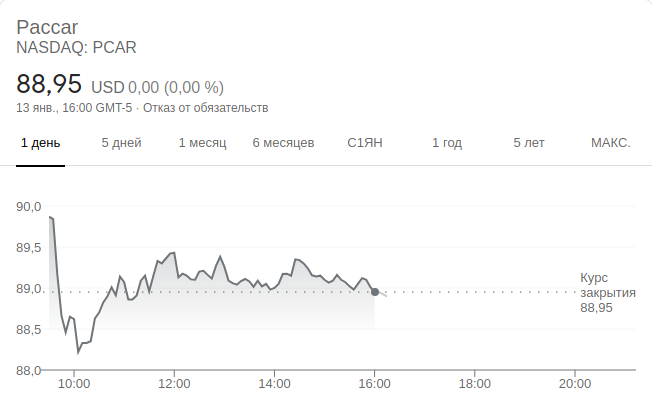 Paccar
NASDAQ: PCAR
88,95 USD 0,00 (0,00 %)
13 янв., 16:00 GMT-5 · Отказ от обязательств
1 день 5 дней 1 месяц 6 месяцев С1ЯН 1 год 5 лет МАКС.
90,0
89,5
89,0
88,5
88,0
Курс
закрытия
88,95
10:00 12:00 14:00 16:00 18:00 20:00